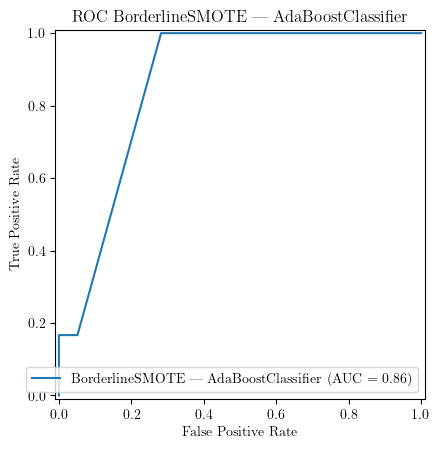 ROC BorderlineSMOTE — AdaBoostClassifier
1.0
0.8
0.6
0.4
0.2
0.0
True Positive Rate
BorderlineSMOTE — AdaBoostClassifier (AUC = 0.86)
0.0 0.2 0.4 0.6 0.8 1.0
False Positive Rate